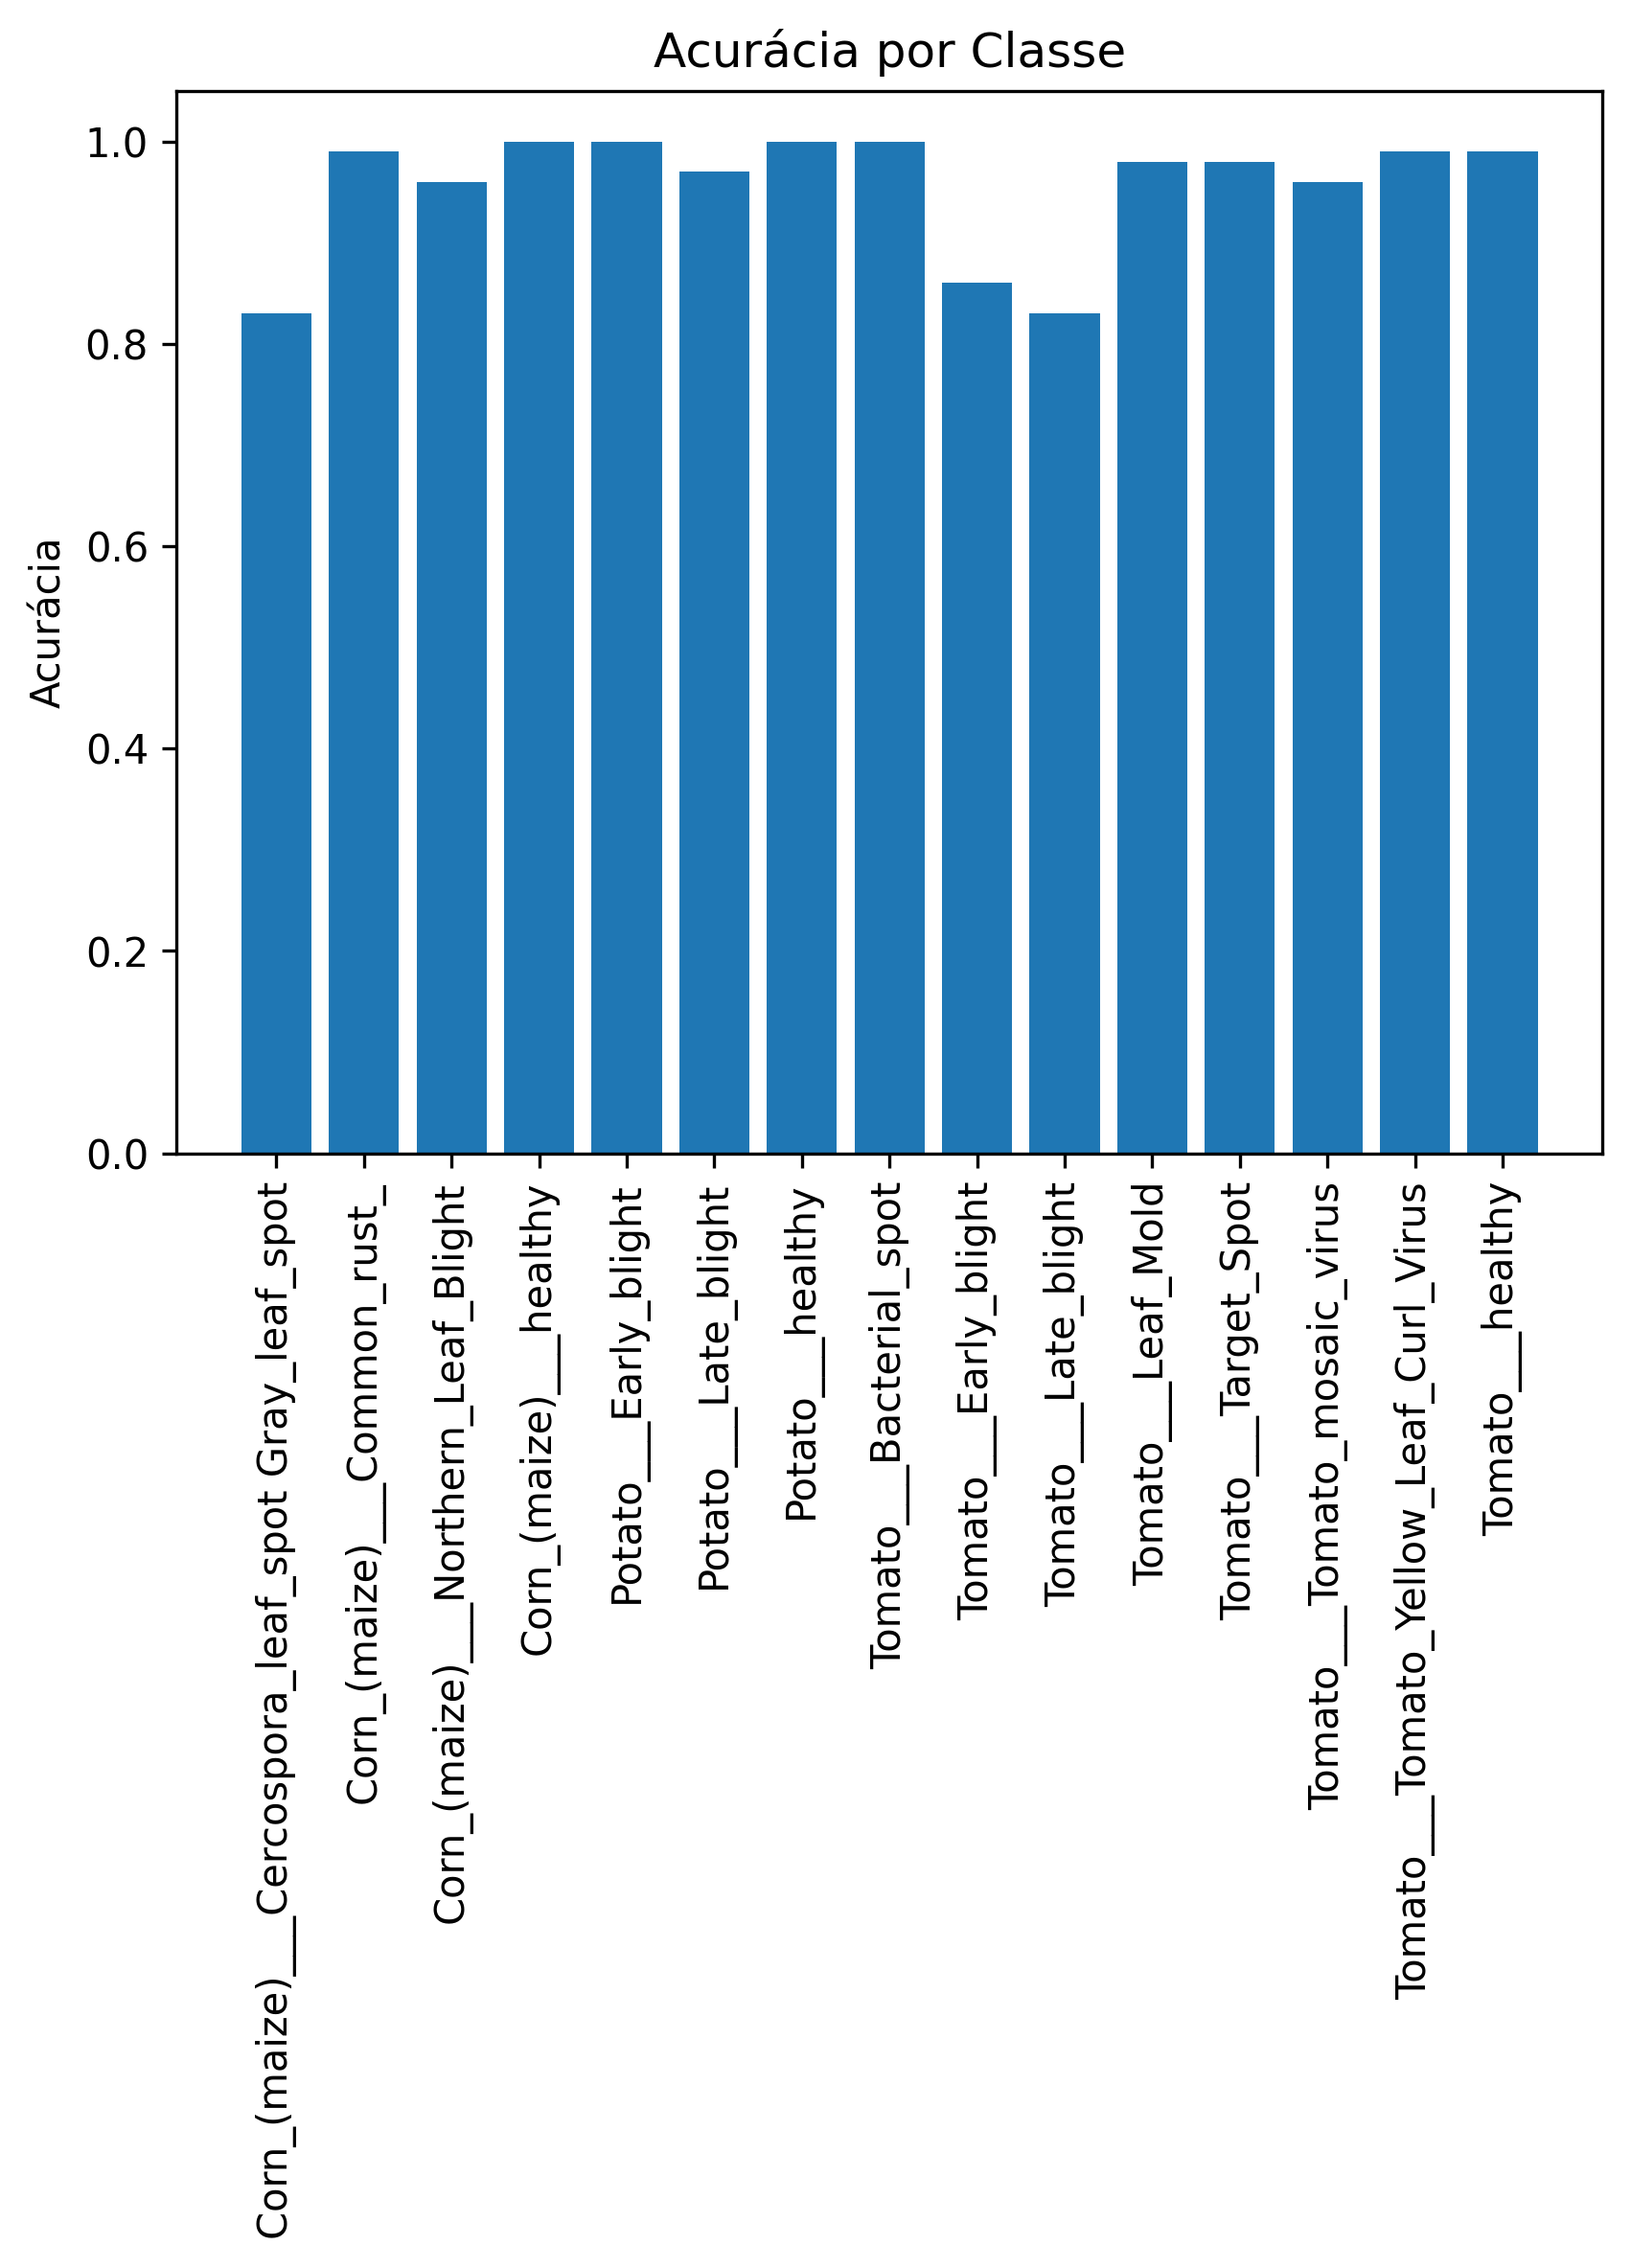 Acurácia por Classe
Acurácia
1.0
0.8
0.6
0.4
0.2
0.0
Corn_(maize)___Cercospora_leaf_spot Gray_leaf_spot
Corn_(maize)___Common_rust_
Corn_(maize)___Northern_Leaf_Blight
Corn_(maize)___healthy
Potato___Early_blight
Potato___Late_blight
Potato___healthy
Tomato___Bacterial_spot
Tomato___Early_blight
Tomato___Late_blight
Tomato___Leaf_Mold
Tomato___Target_Spot
Tomato___Tomato_mosaic_virus
Tomato___Tomato_Yellow_Leaf_Curl_Virus
Tomato___healthy